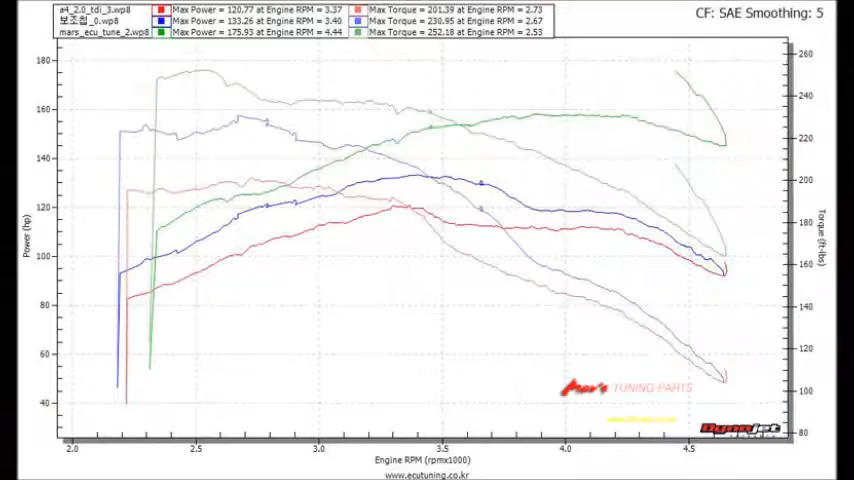 a4_2.0_tdi_3.wp8 Max Power = 120.77 at Engine RPM = 3.37 Max Torque = 201.39 at Engine RPM = 2.73
보조칩_0.wp8 Max Power = 133.26 at Engine RPM = 3.40 Max Torque = 230.95 at Engine RPM = 2.67
mars_ecu_tune_2.wp8 Max Power = 175.93 at Engine RPM = 4.44 Max Torque = 252.18 at Engine RPM = 2.53
CF: SAE Smoothing: 5
180
160
140
120
100
80
60
40
Power (hp)
260
240
220
200
180
160
140
120
100
80
Torque (ft-lbs)
2.0 2.5 3.0 3.5 4.0 4.5
Engine RPM (rpmx1000)
www.ecutuning.co.kr
TUNING PARTS
Dynojet